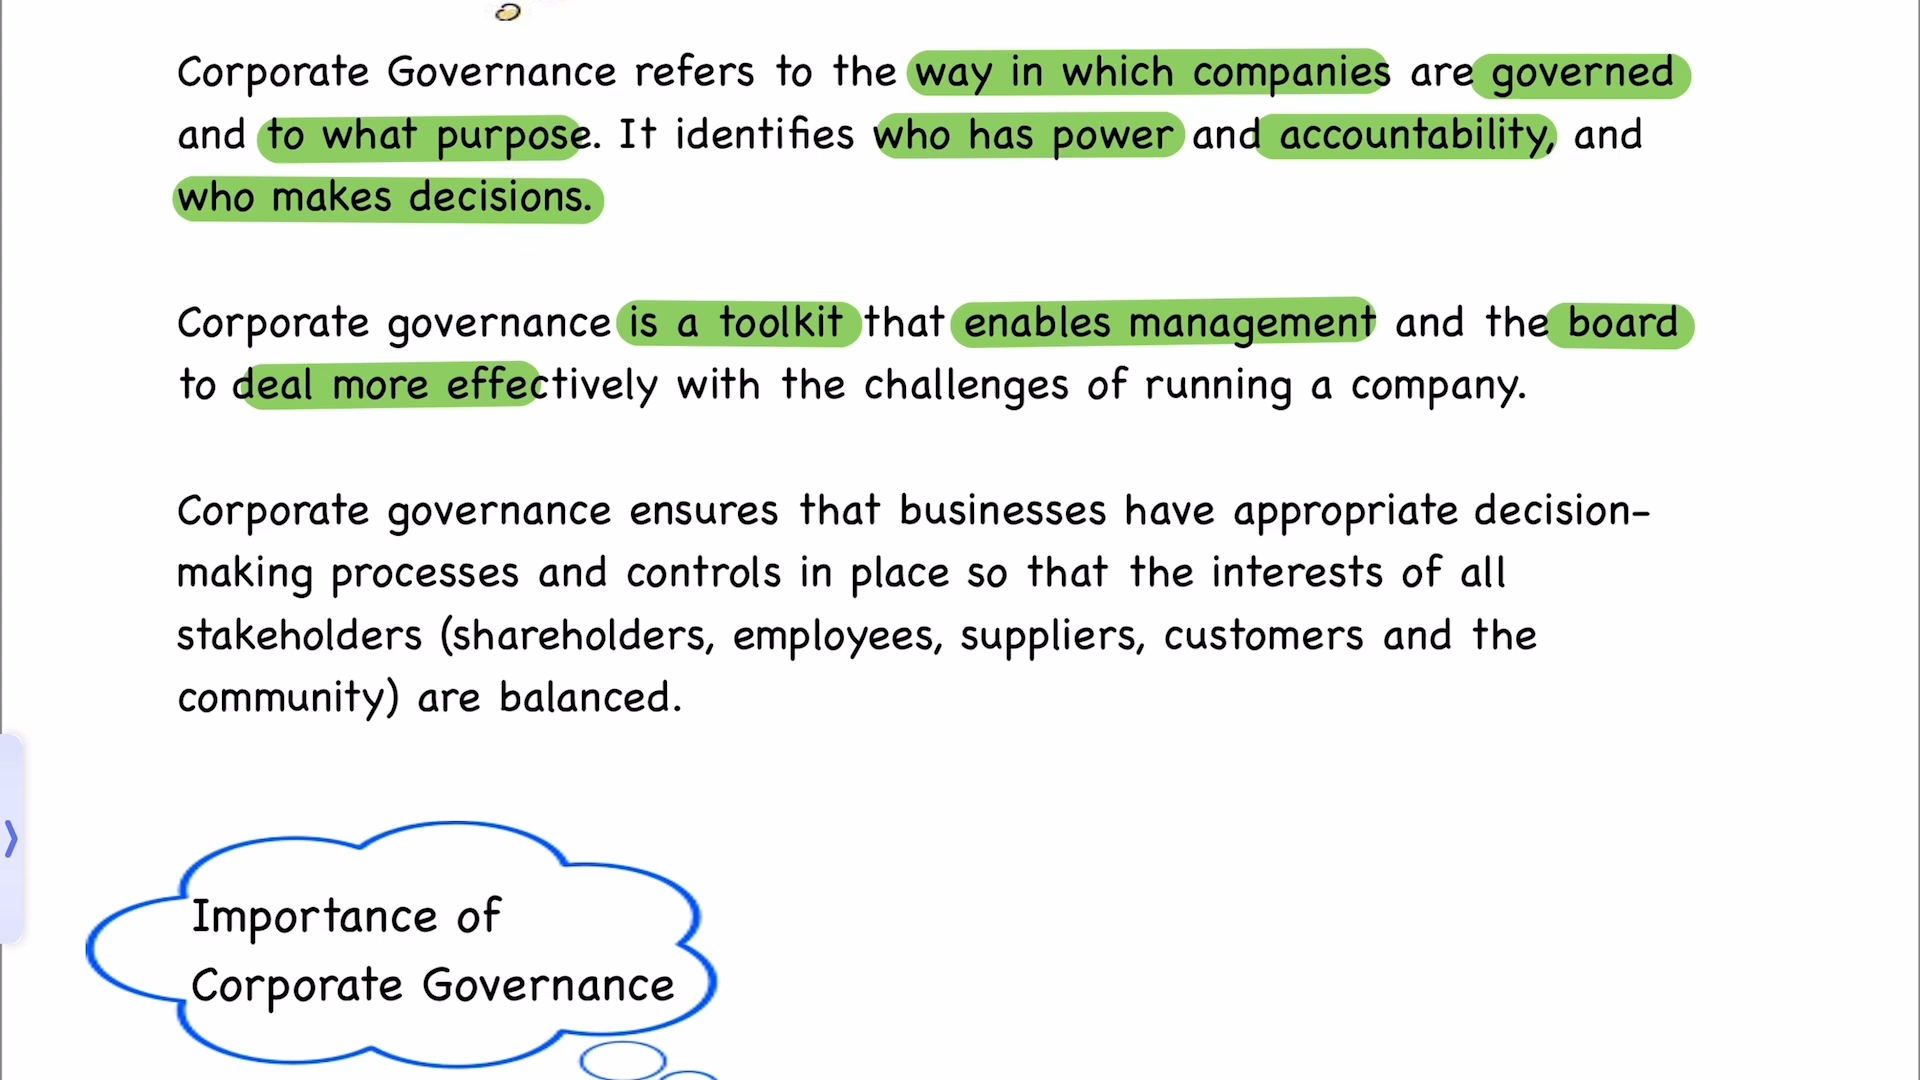 Corporate Governance refers to the way in which companies are governed
and to what purpose. It identifies who has power and accountability, and
who makes decisions.
Corporate governance is a toolkit that enables management and the board
to deal more effectively with the challenges of running a company.
Corporate governance ensures that businesses have appropriate decision-
making processes and controls in place so that the interests of all
stakeholders (shareholders, employees, suppliers, customers and the
community) are balanced.
Importance of
Corporate Governance